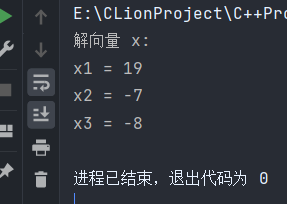 E:\CLionProject\C++Pro
解向量 x:
x1 = 19
x2 = -7
x3 = -8
进程已结束，退出代码为 0